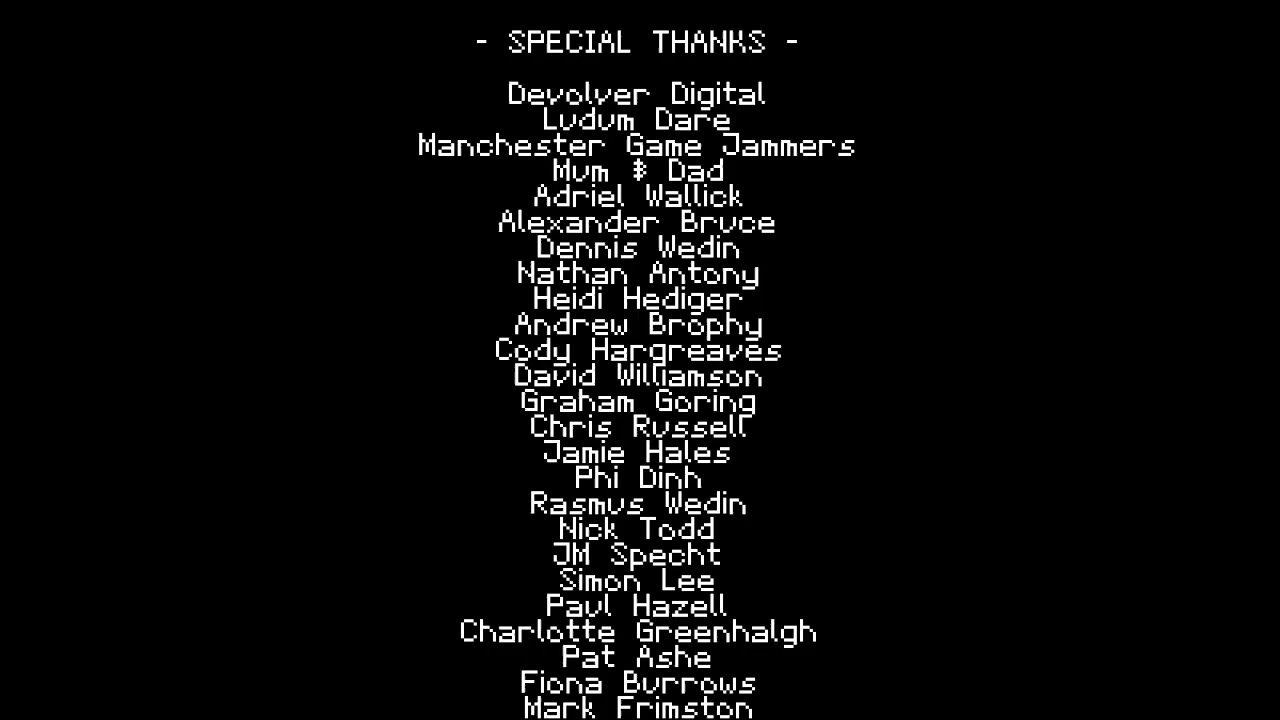 - SPECIAL THANKS -
Devolver Digital
Ludum Dare
Manchester Game Jammers
Mum & Dad
Adriel Wallick
Alexander Bruce
Dennis Wedin
Nathan Antony
Heidi Hediger
Andrew Brophy
Cody Hargreaves
David Williamson
Graham Goring
Chris Russell
Jamie Hales
Phi Dinh
Rasmus Wedin
Nick Todd
JM Specht
Simon Lee
Paul Hazell
Charlotte Greenhalgh
Pat Ashe
Fiona Burrows
Mark Frimston